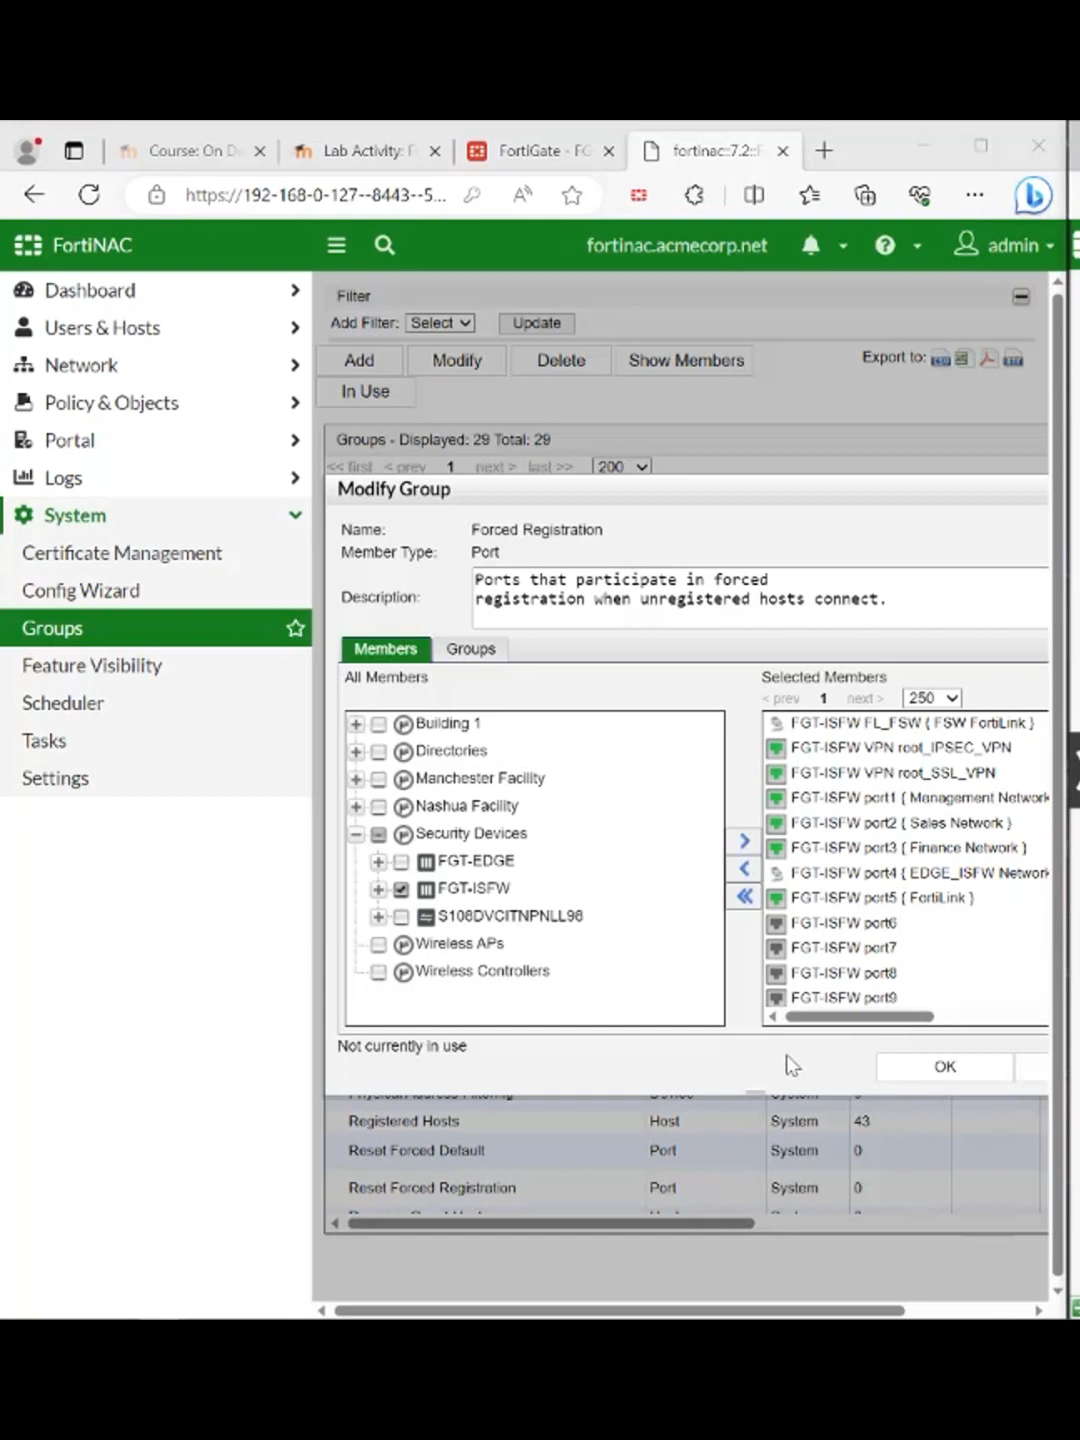 Course: On De
Lab Activity: F
FortiGate - FG
fortinac::7.2::F
https://192-168-0-127--8443--5...
FortiNAC
fortinac.acmecorp.net
admin
Dashboard
Users & Hosts
Network
Policy & Objects
Portal
Logs
System
Certificate Management
Config Wizard
Groups
Feature Visibility
Scheduler
Tasks
Settings
Filter
Add Filter: Select Update
Add Modify Delete Show Members Export to:
In Use
Groups - Displayed: 29 Total: 29
<< first < prev 1 next > last >> 200
Modify Group
Name: Forced Registration
Member Type: Port
Description: Ports that participate in forced
registration when unregistered hosts connect.
Members Groups
All Members
Building 1
Directories
Manchester Facility
Nashua Facility
Security Devices
FGT-EDGE
FGT-ISFW
S108DVCITNPNLL98
Wireless APs
Wireless Controllers
Selected Members
< prev 1 next > 250
FGT-ISFW FL_FSW ( FSW FortiLink )
FGT-ISFW VPN root_IPSEC_VPN
FGT-ISFW VPN root_SSL_VPN
FGT-ISFW port1 ( Management Network
FGT-ISFW port2 ( Sales Network )
FGT-ISFW port3 ( Finance Network )
FGT-ISFW port4 ( EDGE_ISFW Network
FGT-ISFW port5 ( FortiLink )
FGT-ISFW port6
FGT-ISFW port7
FGT-ISFW port8
FGT-ISFW port9
Not currently in use
OK
Physical Address Filtering Device System
Registered Hosts Host System 43
Reset Forced Default Port System 0
Reset Forced Registration Port System 0